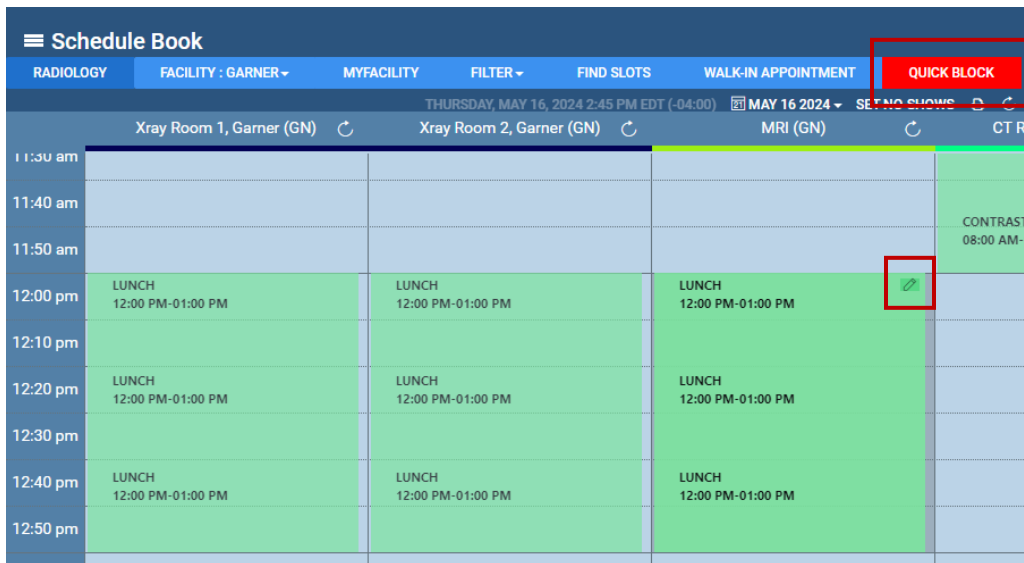 Schedule Book
RADIOLOGY FACILITY : GARNER MYFACILITY FILTER FIND SLOTS WALK-IN APPOINTMENT QUICK BLOCK
THURSDAY, MAY 16, 2024 2:45 PM EDT (-04:00) 21 MAY 16 2024 SET NO SHOWS
Xray Room 1, Garner (GN) Xray Room 2, Garner (GN) MRI (GN) CT R
11:30 am
11:40 am
CONTRAST
11:50 am 08:00 AM-
LUNCH LUNCH LUNCH
12:00 pm 12:00 PM-01:00 PM 12:00 PM-01:00 PM 12:00 PM-01:00 PM
12:10 pm
LUNCH LUNCH LUNCH
12:20 pm 12:00 PM-01:00 PM 12:00 PM-01:00 PM 12:00 PM-01:00 PM
12:30 pm
LUNCH LUNCH LUNCH
12:40 pm 12:00 PM-01:00 PM 12:00 PM-01:00 PM 12:00 PM-01:00 PM
12:50 pm